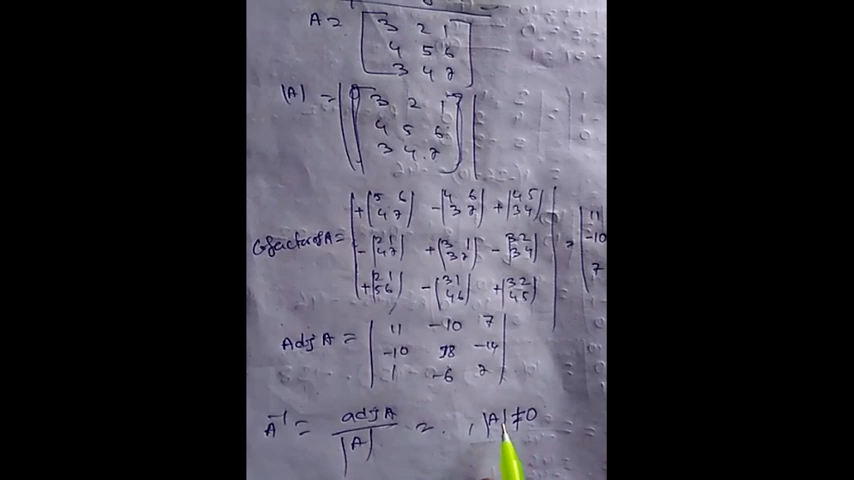 A = [3 2 1
4 5 6
3 4 7]
|A| = |[3 2 1
4 5 6
3 4 7]|
Cofactor of A = | +|5 6 4 7| -|4 6 3 7| +|4 5 3 4|
-|2 1 4 7| +|3 1 3 7| -|3 2 3 4|
+|2 1 5 6| -|3 1 4 6| +|3 2 4 5| | = | 11
-10
7
Adj A = | 11 -10 7
-10 18 -14
1 -6 7 |
A⁻¹ = adj A / |A| = , |A| ≠ 0